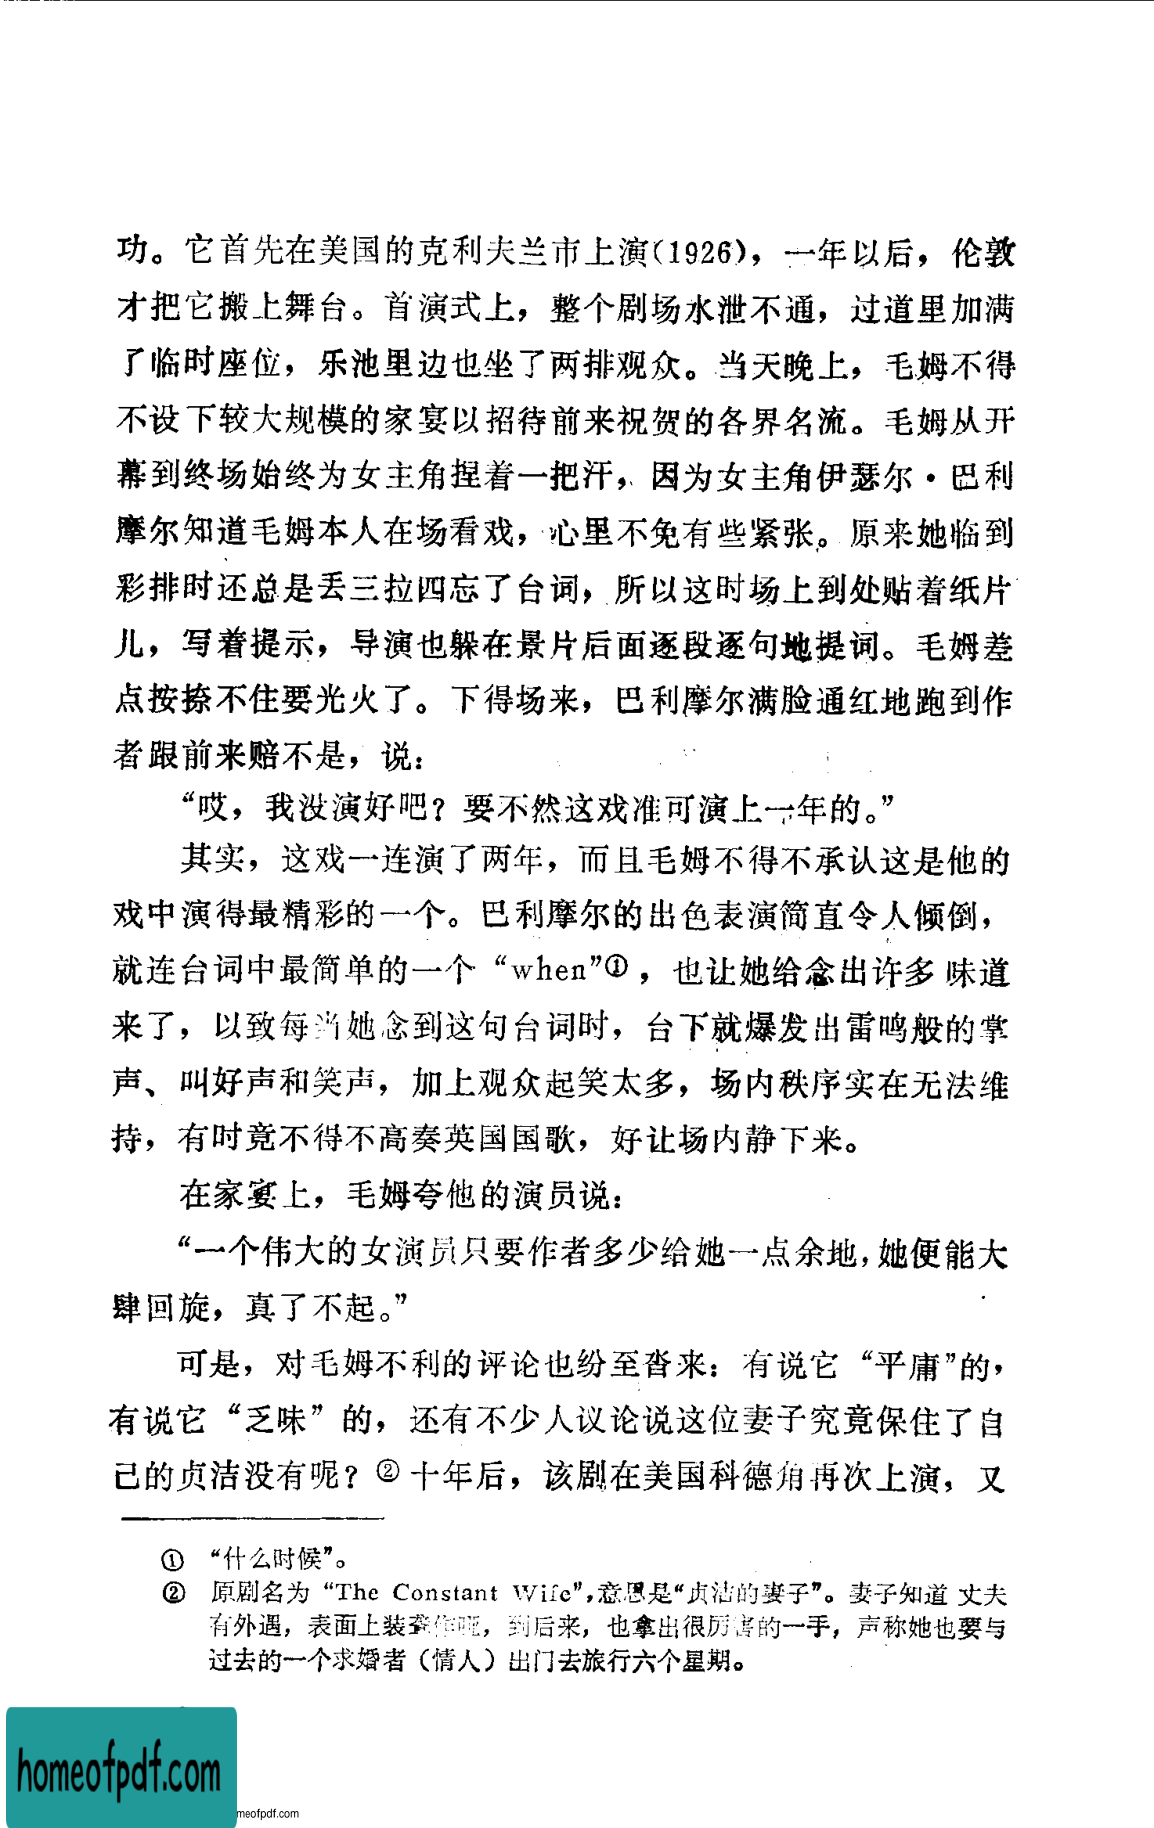 功。它首先在美国的克利夫兰市上演(1926)，一年以后，伦敦
才把它搬上舞台。首演式上，整个剧场水泄不通，过道里加满
了临时座位，乐池里边也坐了两排观众。当天晚上，毛姆不得
不设下较大规模的家宴以招待前来祝贺的各界名流。毛姆从开
幕到终场始终为女主角捏着一把汗，因为女主角伊瑟尔·巴利
摩尔知道毛姆本人在场看戏，心里不免有些紧张。原来她临到
彩排时还总是丢三拉四忘了台词，所以这时场上到处贴着纸片
儿，写着提示，导演也躲在景片后面逐段逐句地提词。毛姆差
点按捺不住要光火了。下得场来，巴利摩尔满脸通红地跑到作
者跟前来赔不是，说：
“哎，我没演好吧？要不然这戏准可演上一年的。”
其实，这戏一连演了两年，而且毛姆不得不承认这是他的
戏中演得最精彩的一个。巴利摩尔的出色表演简直令人倾倒，
就连台词中最简单的一个“when”①，也让她给念出许多味道
来了，以致每当她念到这句台词时，台下就爆发出雷鸣般的掌
声、叫好声和笑声，加上观众起笑太多，场内秩序实在无法维
持，有时竟不得不高奏英国国歌，好让场内静下来。
在家宴上，毛姆夸他的演员说：
“一个伟大的女演员只要作者多少给她一点余地，她便能大
肆回旋，真了不起。”
可是，对毛姆不利的评论也纷至沓来：有说它“平庸”的，
有说它“乏味”的，还有不少人议论说这位妻子究竟保住了自
己的贞洁没有呢？②十年后，该剧在美国科德角再次上演，又
① “什么时候”。
② 原剧名为“The Constant Wife”，意思是“贞洁的妻子”。妻子知道丈夫
有外遇，表面上装聋作哑，到后来，也拿出很厉害的一手，声称她也要与
过去的一个求婚者（情人）出门去旅行六个星期。
homeofpdf.com
meofpdf.com